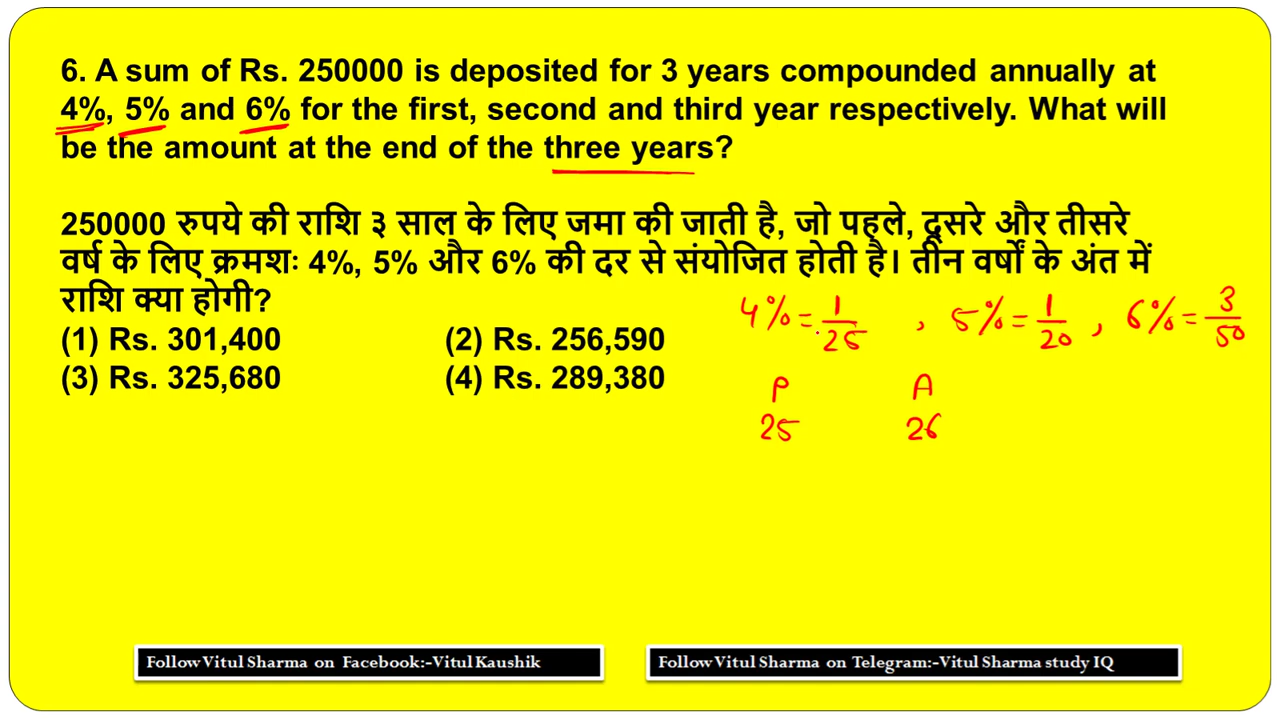 6. A sum of Rs. 250000 is deposited for 3 years compounded annually at
4%, 5% and 6% for the first, second and third year respectively. What will
be the amount at the end of the three years?
250000 रुपये की राशि ३ साल के लिए जमा की जाती है, जो पहले, दूसरे और तीसरे
वर्ष के लिए क्रमशः 4%, 5% और 6% की दर से संयोजित होती है। तीन वर्षों के अंत में
राशि क्या होगी?
4% = 1/25 , 5% = 1/20 , 6% = 3/50
(1) Rs. 301,400 (2) Rs. 256,590
(3) Rs. 325,680 (4) Rs. 289,380
P A
25 26
Follow Vitul Sharma on Facebook:-Vitul Kaushik
Follow Vitul Sharma on Telegram:-Vitul Sharma study IQ